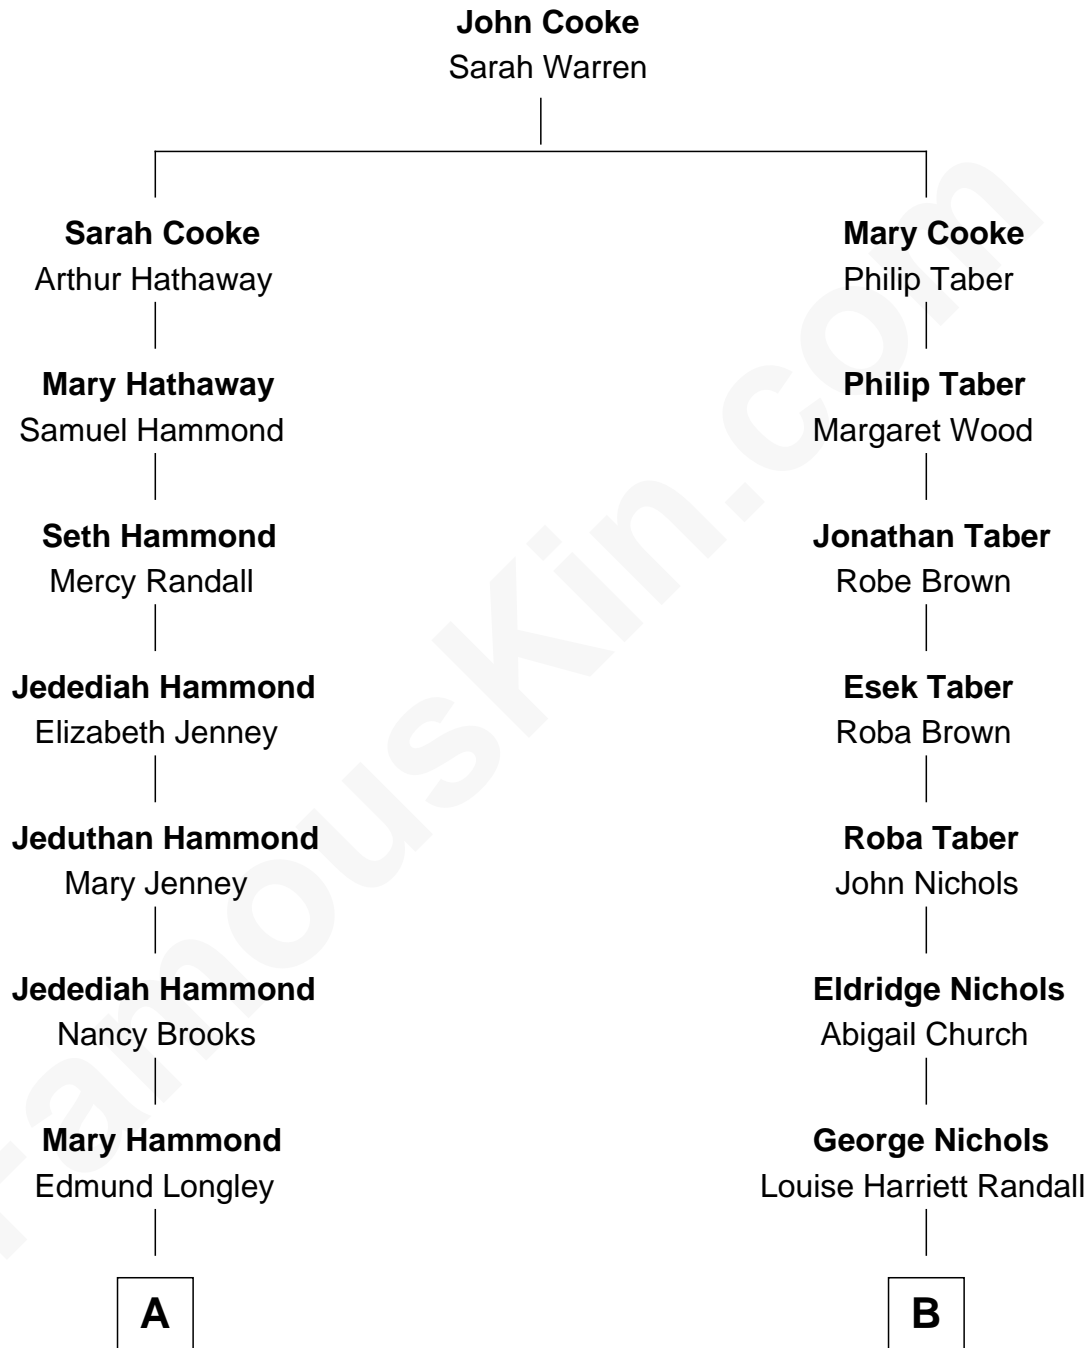 John Cooke
Sarah Warren
Sarah Cooke
Arthur Hathaway
Mary Hathaway
Samuel Hammond
Seth Hammond
Mercy Randall
Jedediah Hammond
Elizabeth Jenney
Jeduthan Hammond
Mary Jenney
Jedediah Hammond
Nancy Brooks
Mary Hammond
Edmund Longley
A
Mary Cooke
Philip Taber
Philip Taber
Margaret Wood
Jonathan Taber
Robe Brown
Esek Taber
Roba Brown
Roba Taber
John Nichols
Eldridge Nichols
Abigail Church
George Nichols
Louise Harriett Randall
B
FamousKin.com